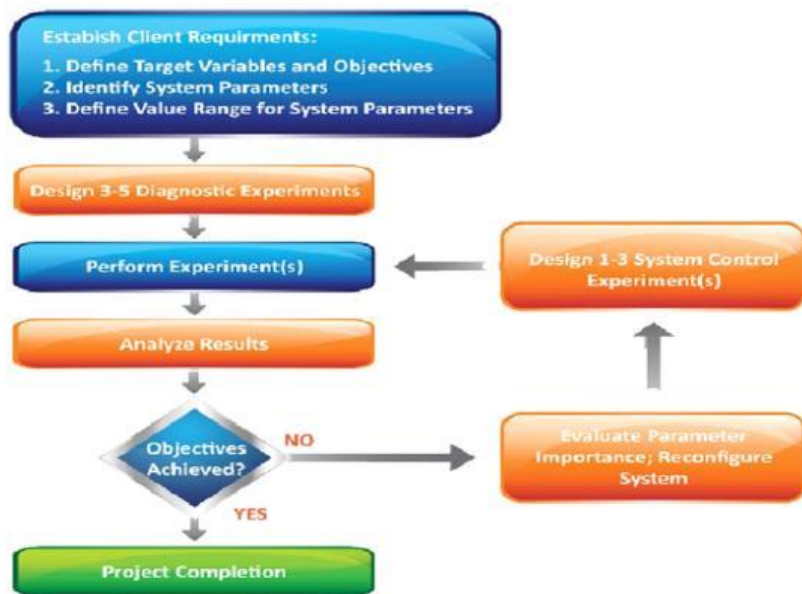 Estabish Client Requirments:
1. Define Target Variables and Objectives
2. Identify System Parameters
3. Define Value Range for System Parameters
Design 3-5 Diagnostic Experiments
Perform Experiment(s)
Design 1-3 System Control
Experiment(s)
Analyze Results
Objectives
Achieved?
NO
Evaluate Parameter
Importance; Reconfigure
System
YES
Project Completion